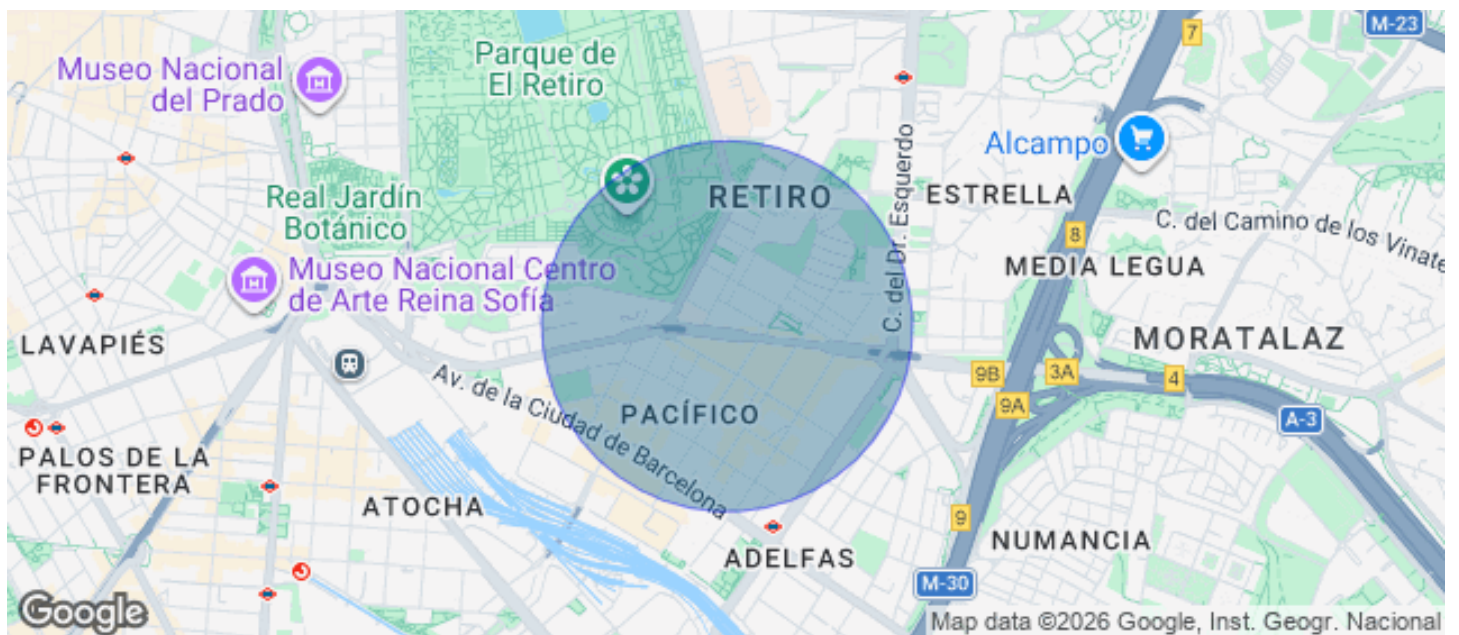 M-23
7
Parque de
El Retiro
Museo Nacional
del Prado
Alcampo
C. del Dr. Esquerdo
RETIRO
ESTRELLA
Real Jardín
Botánico
C. del Camino de los Vinate
8
Museo Nacional Centro
de Arte Reina Sofía
MEDIA LEGUA
LAVAPIÉS
MORATALAZ
9B
3A
4
Av. de la Ciudad de Barcelona
9A
PACÍFICO
A-3
PALOS DE LA
FRONTERA
ATOCHA
9
NUMANCIA
ADELFAS
M-30
Google
Map data ©2026 Google, Inst. Geogr. Nacional